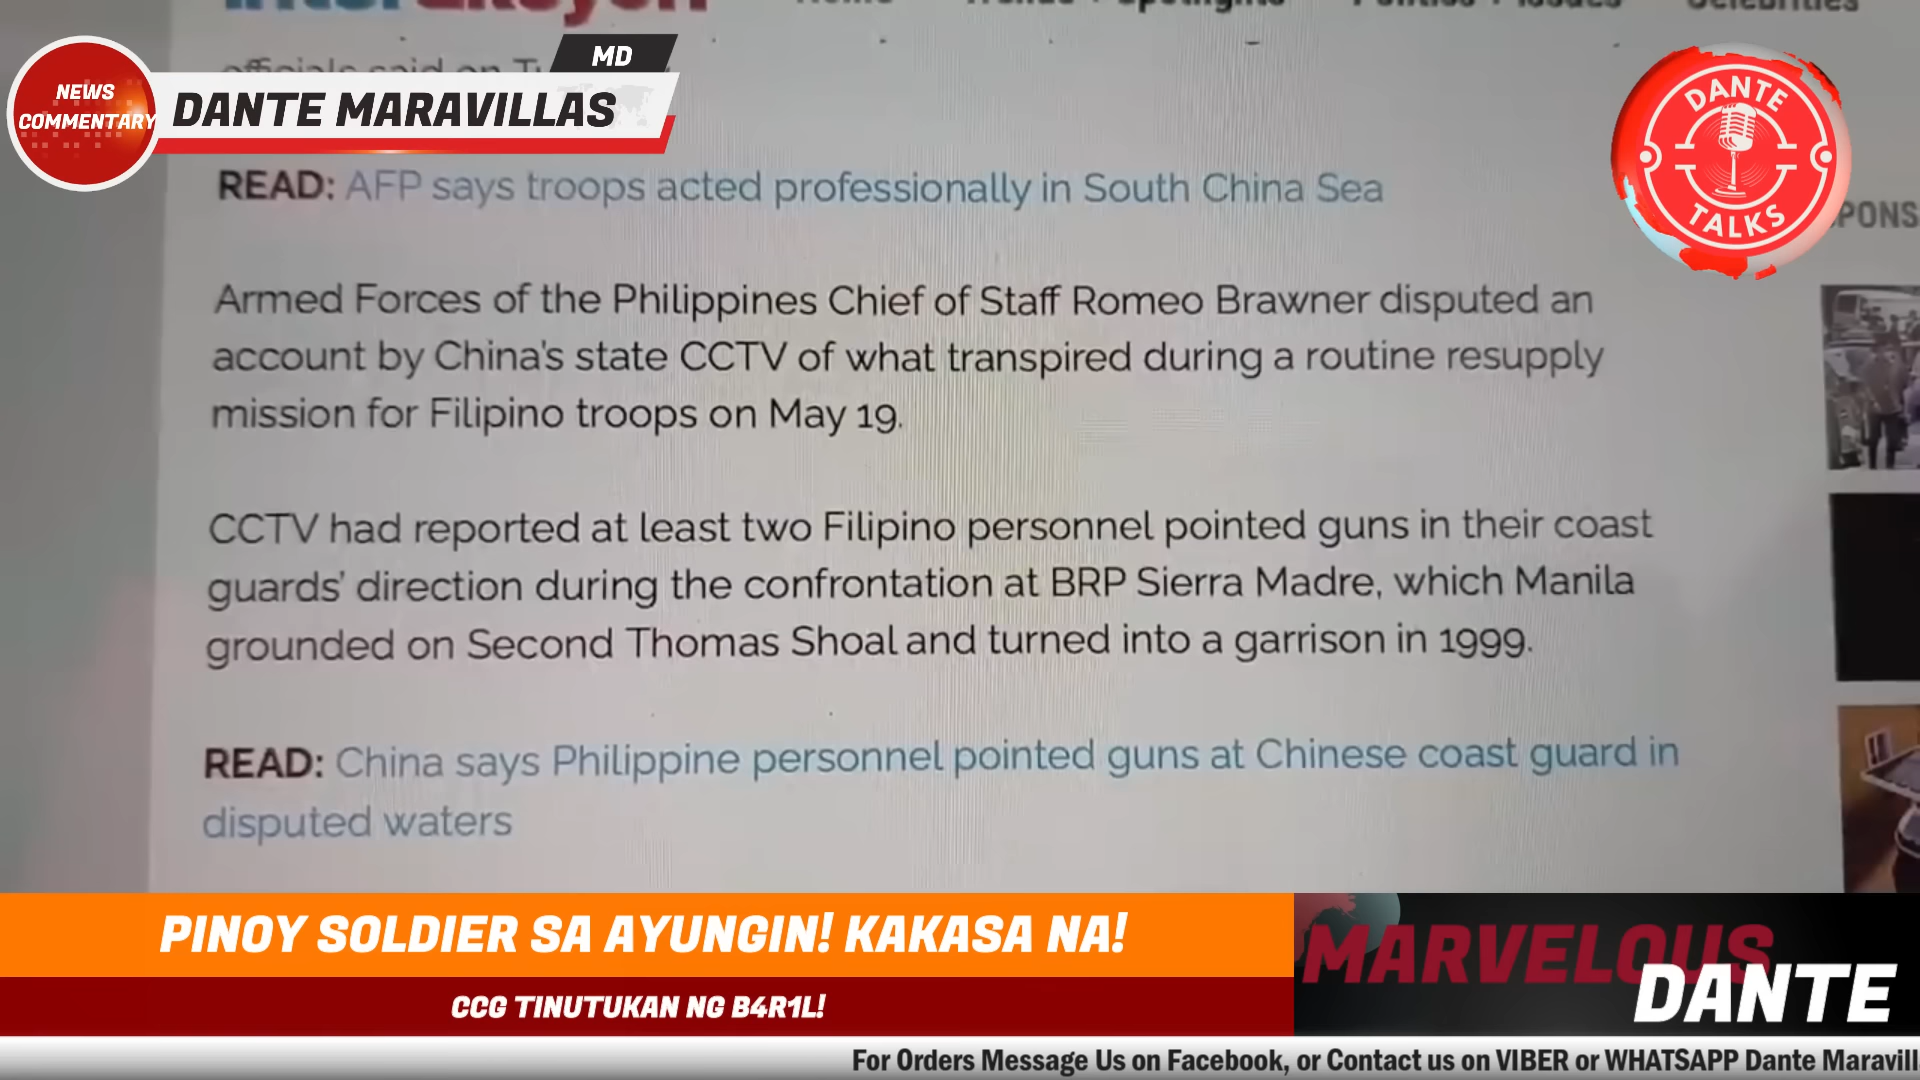 MD
NEWS
COMMENTARY
DANTE MARAVILLAS
DANTE
TALKS
officials said on
READ: AFP says troops acted professionally in South China Sea
PONS
Armed Forces of the Philippines Chief of Staff Romeo Brawner disputed an
account by China's state CCTV of what transpired during a routine resupply
mission for Filipino troops on May 19.
CCTV had reported at least two Filipino personnel pointed guns in their coast
guards' direction during the confrontation at BRP Sierra Madre, which Manila
grounded on Second Thomas Shoal and turned into a garrison in 1999.
READ: China says Philippine personnel pointed guns at Chinese coast guard in
disputed waters
PINOY SOLDIER SA AYUNGIN! KAKASA NA!
CCG TINUTUKAN NG B4R1L!
MARVELOUS
DANTE
For Orders Message Us on Facebook, or Contact us on VIBER or WHATSAPP Dante Maravill